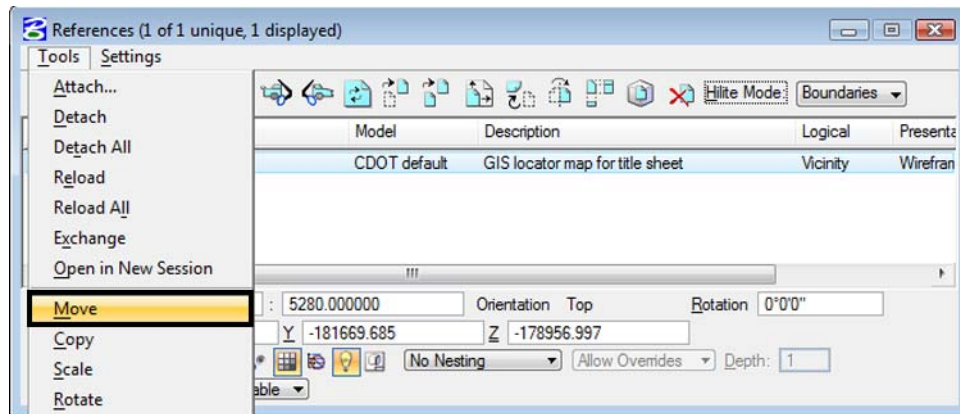 References (1 of 1 unique, 1 displayed)
Tools Settings
Attach... Hilite Mode: Boundaries
Detach
Model Description Logical Presenta
Detach All
CDOT default GIS locator map for title sheet Vicinity Wirefran
Reload
Reload All
Exchange
Open in New Session
Move : 5280.000000 Orientation Top Rotation 0°0'0"
Copy Y -181669.685 Z -178956.997
Scale No Nesting Allow Overrides Depth: 1
Rotate able